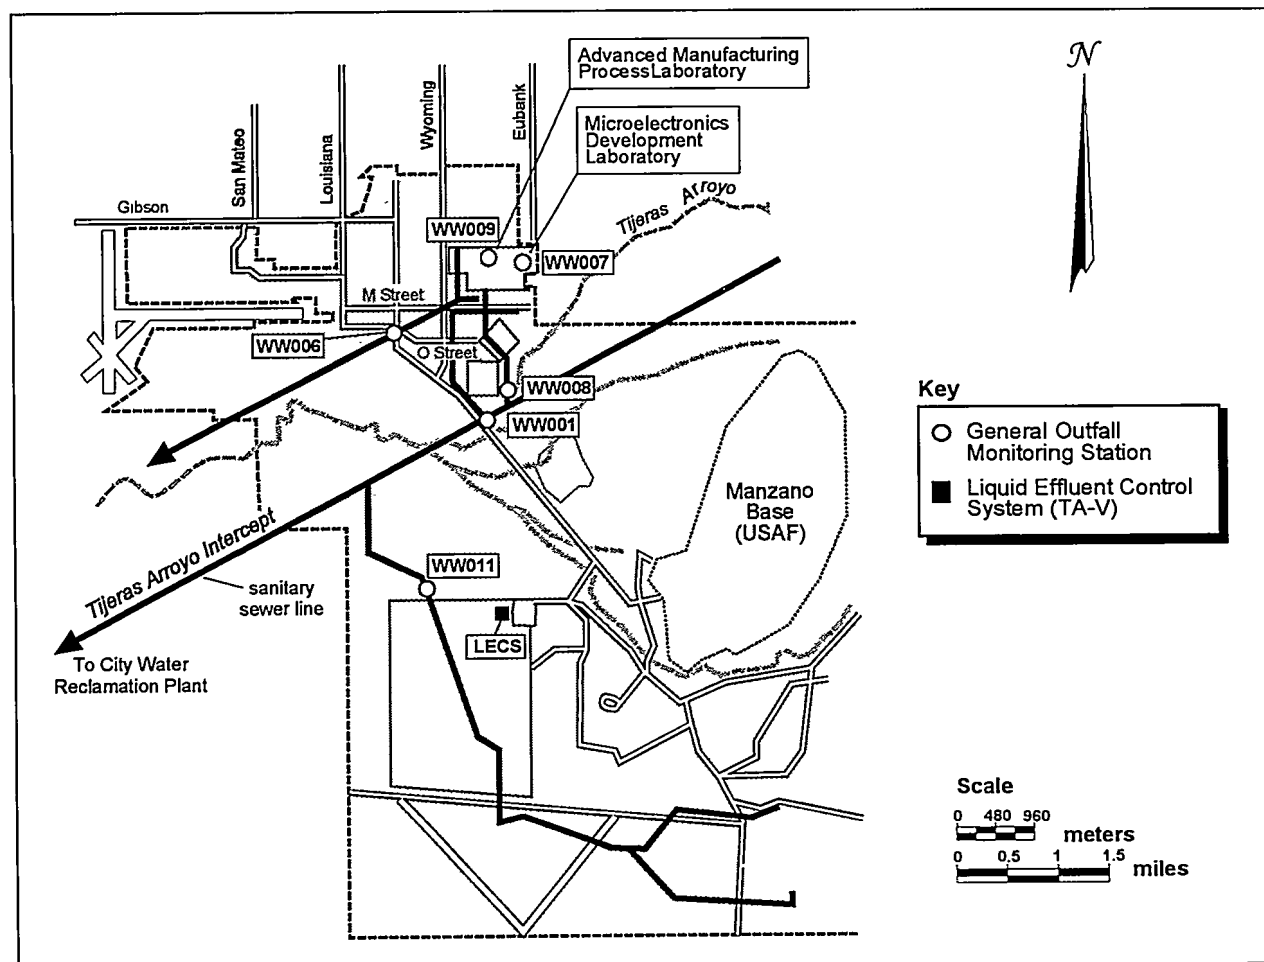 Advanced Manufacturing
Process Laboratory
N
Microelectronics
Development
Laboratory
San Mateo
Louisiana
Wyoming
Eubank
Gibson
Tijeras Arroyo
WW009
WW007
M Street
WW006
O Street
WW008
WW001
Key
General Outfall
Monitoring Station
Liquid Effluent Control
System (TA-V)
Manzano
Base
(USAF)
Tijeras Arroyo Intercept
WW011
sanitary
sewer line
LECS
To City Water
Reclamation Plant
Scale
0 480 960
meters
0 0.5 1 1.5
miles